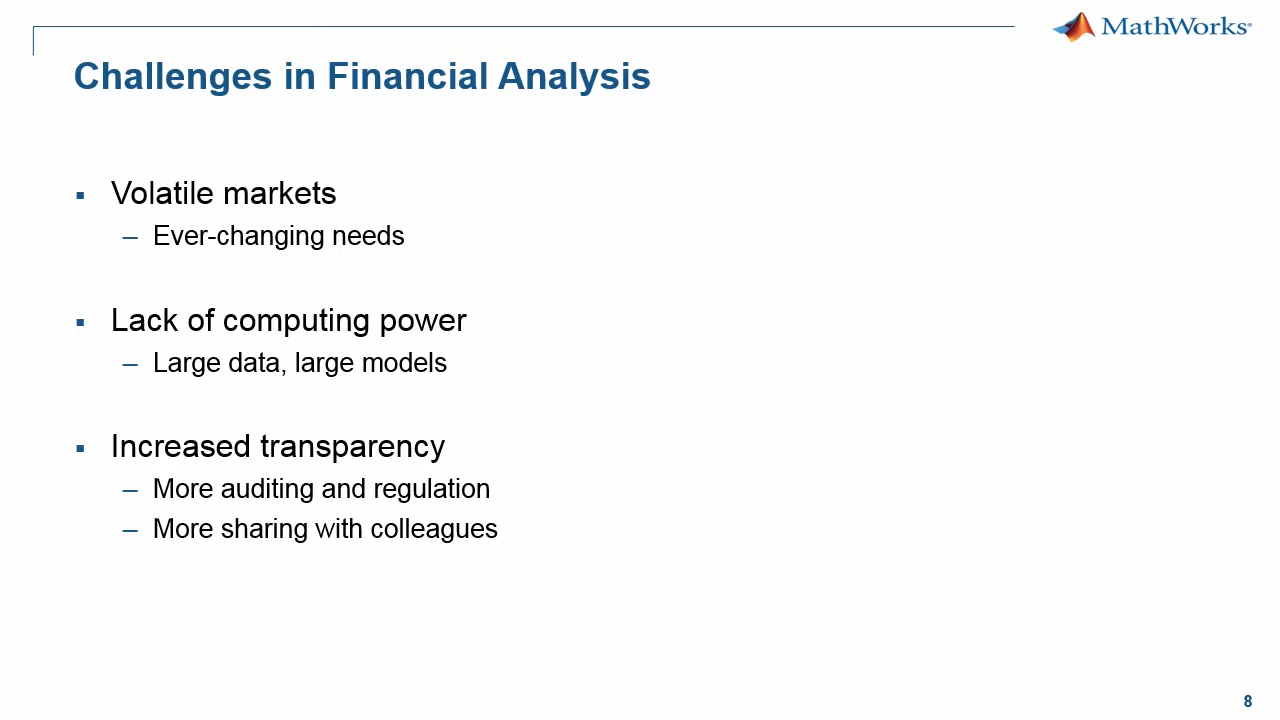 MathWorks®
Challenges in Financial Analysis
▪ Volatile markets
– Ever-changing needs
▪ Lack of computing power
– Large data, large models
▪ Increased transparency
– More auditing and regulation
– More sharing with colleagues
8